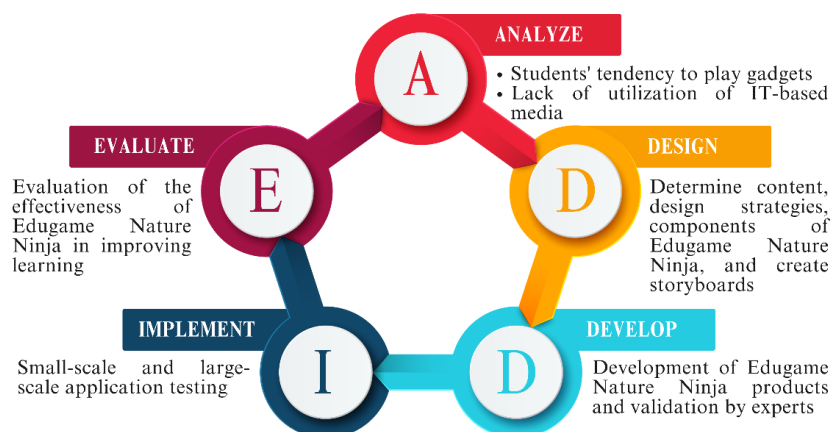 A
ANALYZE
• Students' tendency to play gadgets
• Lack of utilization of IT-based
media
D
DESIGN
Determine content,
design strategies,
components of
Edugame Nature
Ninja, and create
storyboards
D
DEVELOP
Development of Edugame
Nature Ninja products
and validation by experts
I
IMPLEMENT
Small-scale and large-
scale application testing
E
EVALUATE
Evaluation of the
effectiveness of
Edugame Nature
Ninja in improving
learning